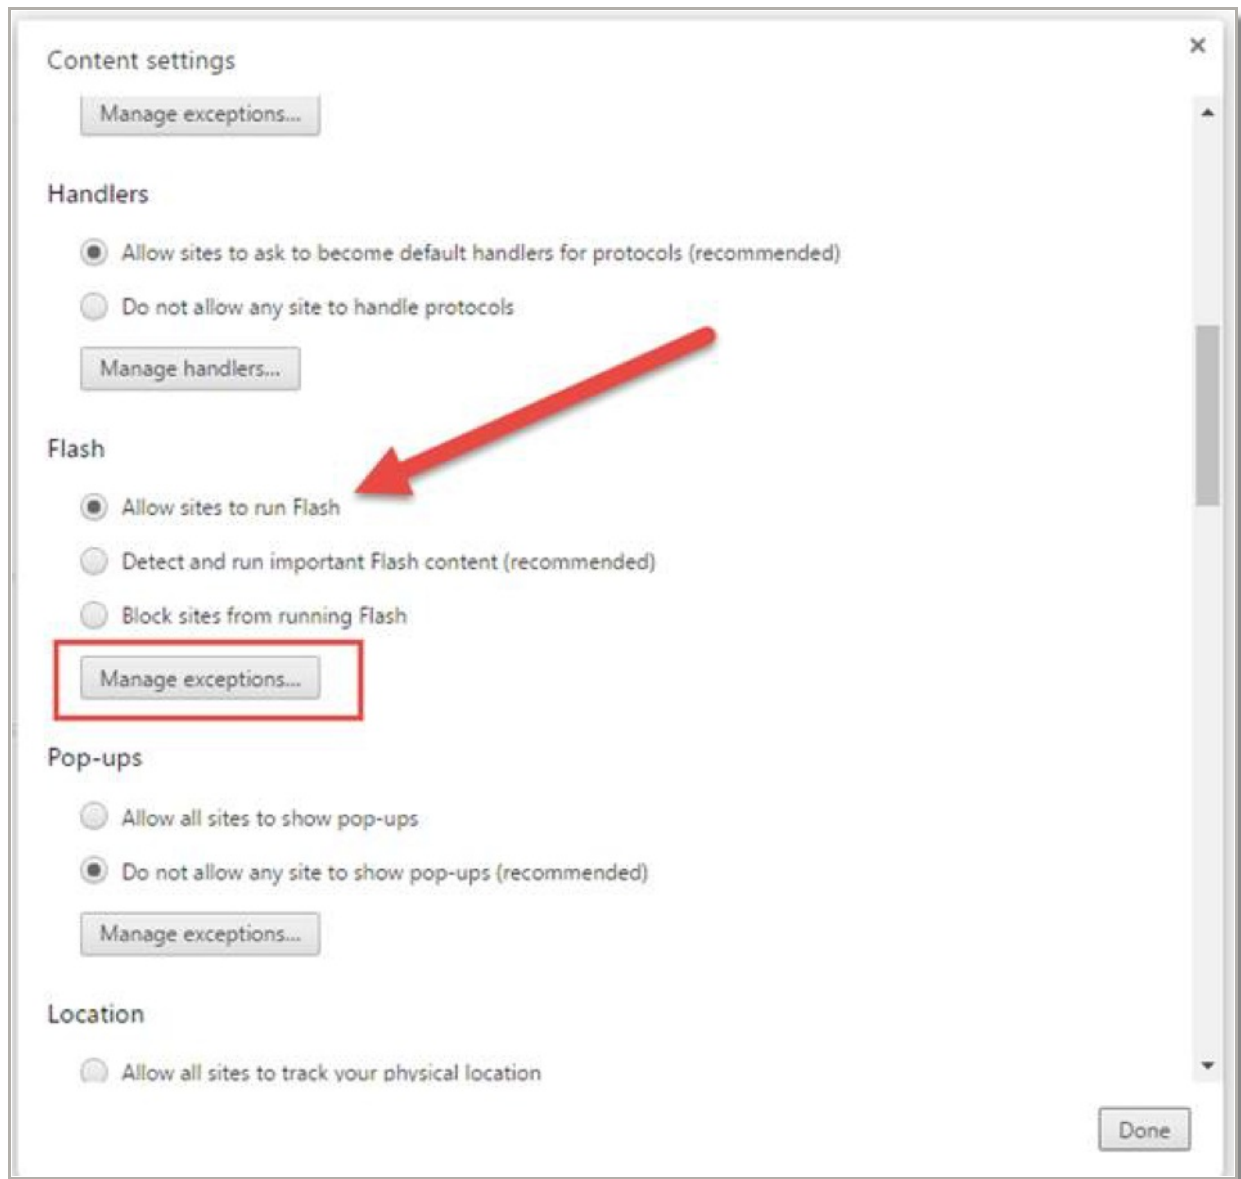 Content settings
Manage exceptions...
Handlers
Allow sites to ask to become default handlers for protocols (recommended)
Do not allow any site to handle protocols
Manage handlers...
Flash
Allow sites to run Flash
Detect and run important Flash content (recommended)
Block sites from running Flash
Manage exceptions...
Pop-ups
Allow all sites to show pop-ups
Do not allow any site to show pop-ups (recommended)
Manage exceptions...
Location
Allow all sites to track your physical location
Done